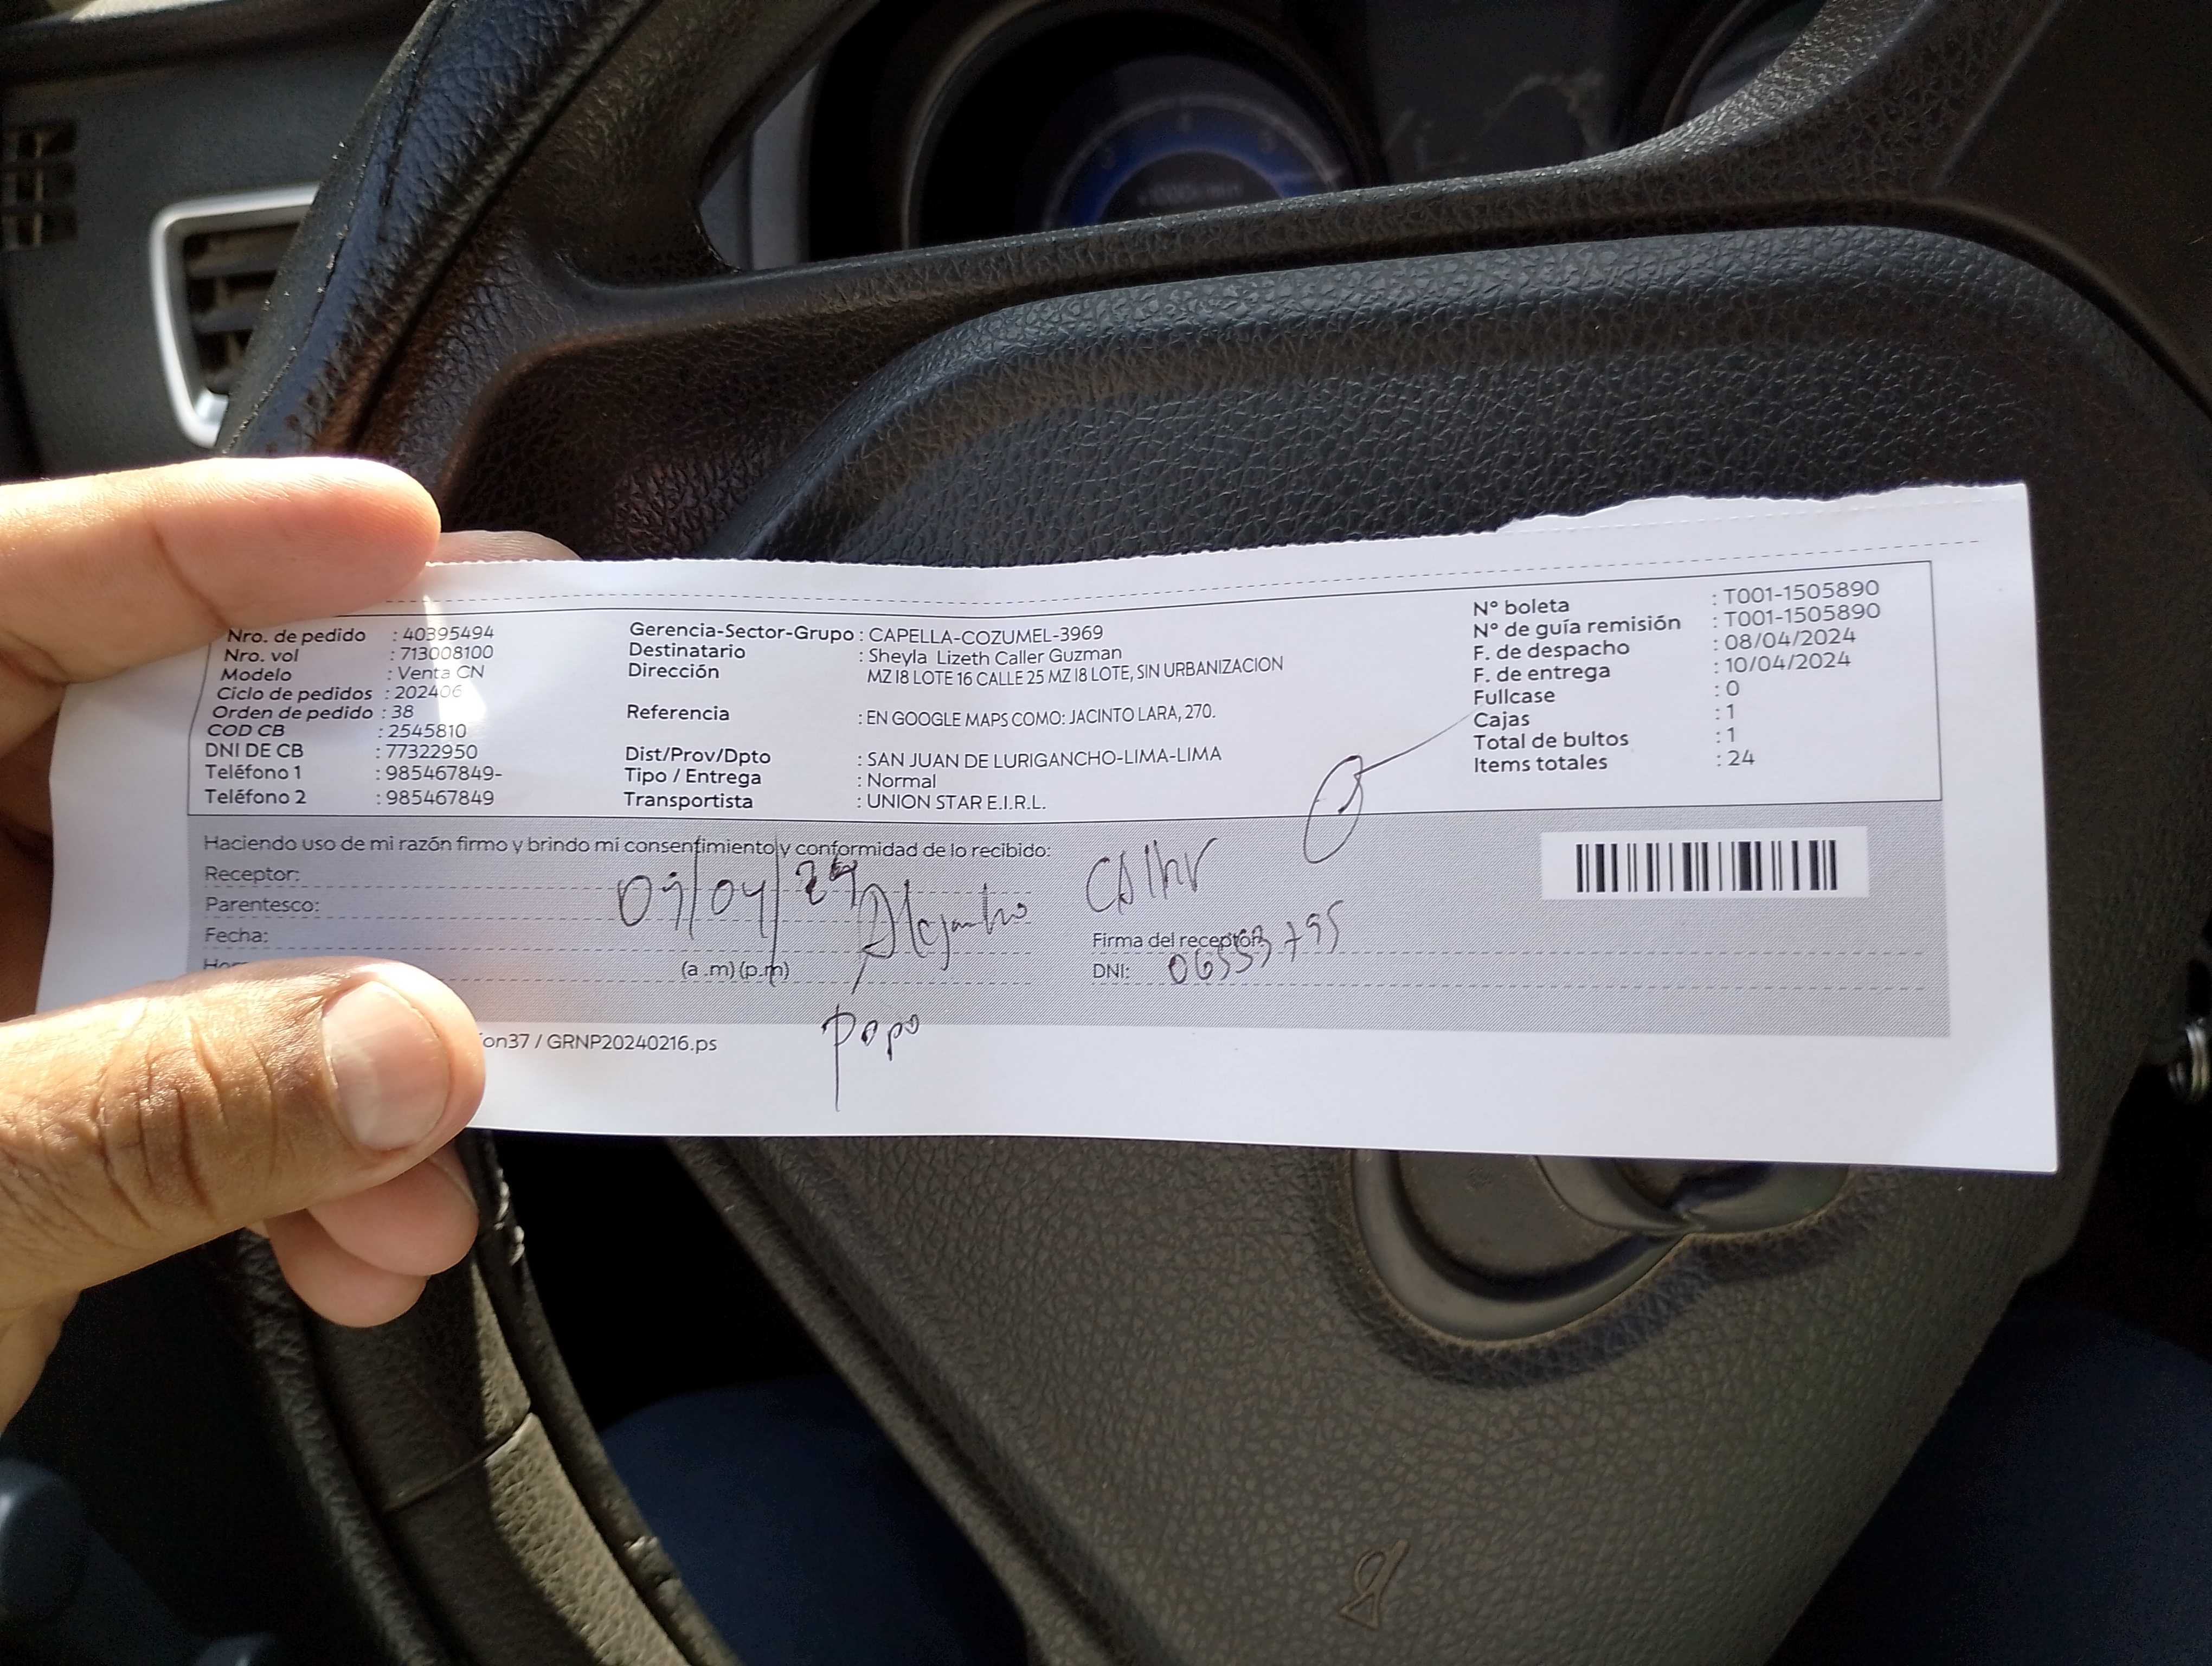 Nro. de pedido : 40395494
Nro. vol : 713008100
Modelo : Venta CN
Ciclo de pedidos : 202406
Orden de pedido : 38
COD CB : 2545810
DNI DE CB : 77322950
Teléfono 1 : 985467849-
Teléfono 2 : 985467849
Gerencia-Sector-Grupo : CAPELLA-COZUMEL-3969
Destinatario : Sheyla Lizeth Caller Guzman
Dirección MZ I8 LOTE 16 CALLE 25 MZ I8 LOTE, SIN URBANIZACION
Referencia : EN GOOGLE MAPS COMO: JACINTO LARA, 270.
Dist/Prov/Dpto : SAN JUAN DE LURIGANCHO-LIMA-LIMA
Tipo / Entrega : Normal
Transportista : UNION STAR E.I.R.L.
N° boleta : T001-1505890
N° de guía remisión : T001-1505890
F. de despacho : 08/04/2024
F. de entrega : 10/04/2024
Fullcase : 0
Cajas : 1
Total de bultos : 1
Items totales : 24
Haciendo uso de mi razón firmo y brindo mi consentimiento y conformidad de lo recibido:
Receptor:
Parentesco:
Fecha:
09/04/24 Alejandro
(a .m) (p.m)
Papa
Firma del receptor:
DNI: 06553795
/ GRNP20240216.ps